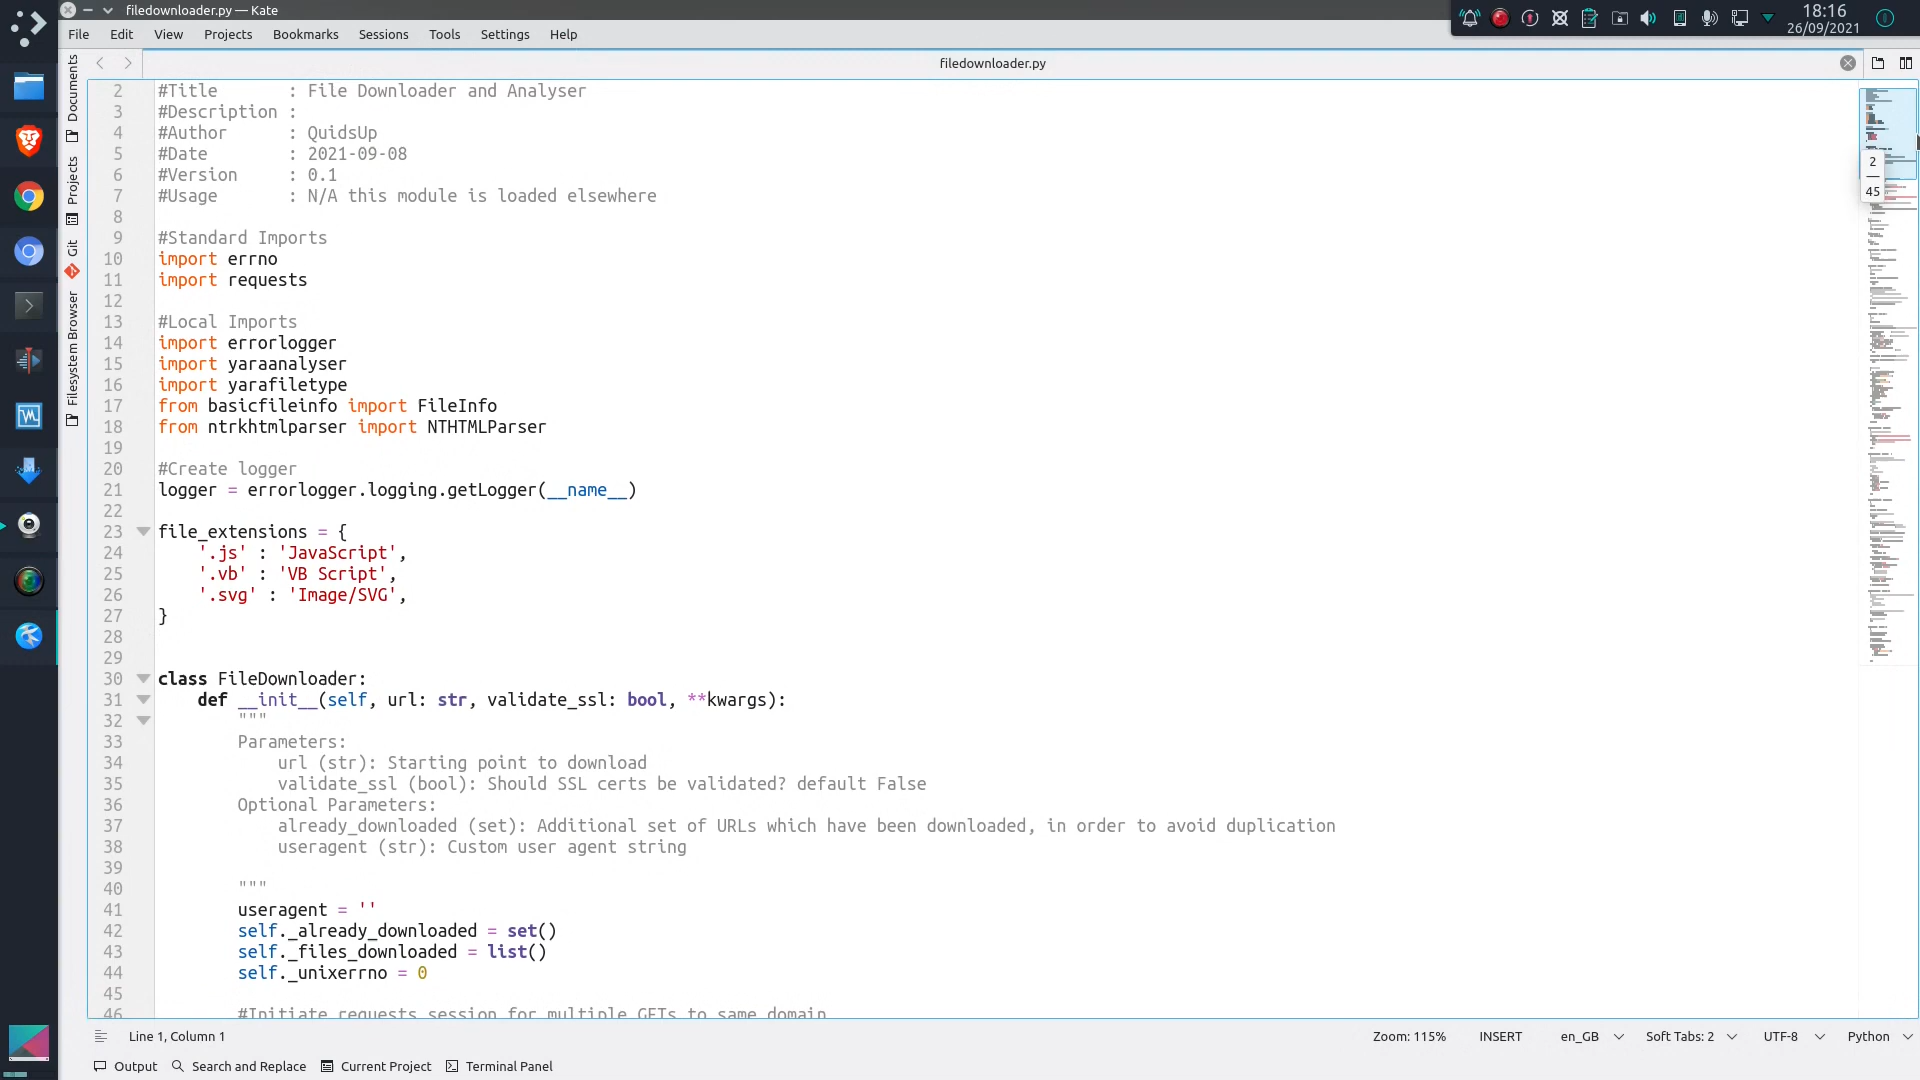 filedownloader.py — Kate
18:16
26/09/2021
File Edit View Projects Bookmarks Sessions Tools Settings Help
filedownloader.py
Documents
Projects
Git
Filesystem Browser
2 #Title       : File Downloader and Analyser
3 #Description :
4 #Author      : QuidsUp
5 #Date        : 2021-09-08
6 #Version     : 0.1
7 #Usage       : N/A this module is loaded elsewhere
8
9 #Standard Imports
10 import errno
11 import requests
12
13 #Local Imports
14 import errorlogger
15 import yaraanalyser
16 import yarafiletype
17 from basicfileinfo import FileInfo
18 from ntrkhtmlparser import NTHTMLParser
19
20 #Create logger
21 logger = errorlogger.logging.getLogger(__name__)
22
23 file_extensions = {
24     '.js' : 'JavaScript',
25     '.vb' : 'VB Script',
26     '.svg' : 'Image/SVG',
27 }
28
29
30 class FileDownloader:
31     def __init__(self, url: str, validate_ssl: bool, **kwargs):
32         """
33         Parameters:
34             url (str): Starting point to download
35             validate_ssl (bool): Should SSL certs be validated? default False
36         Optional Parameters:
37             already_downloaded (set): Additional set of URLs which have been downloaded, in order to avoid duplication
38             useragent (str): Custom user agent string
39
40         """
41         useragent = ''
42         self._already_downloaded = set()
43         self._files_downloaded = list()
44         self._unixerrno = 0
45
46         #Initiate requests session for multiple GETs to same domain
2
—
45
Line 1, Column 1
Zoom: 115% INSERT en_GB Soft Tabs: 2 UTF-8 Python
Output Search and Replace Current Project Terminal Panel